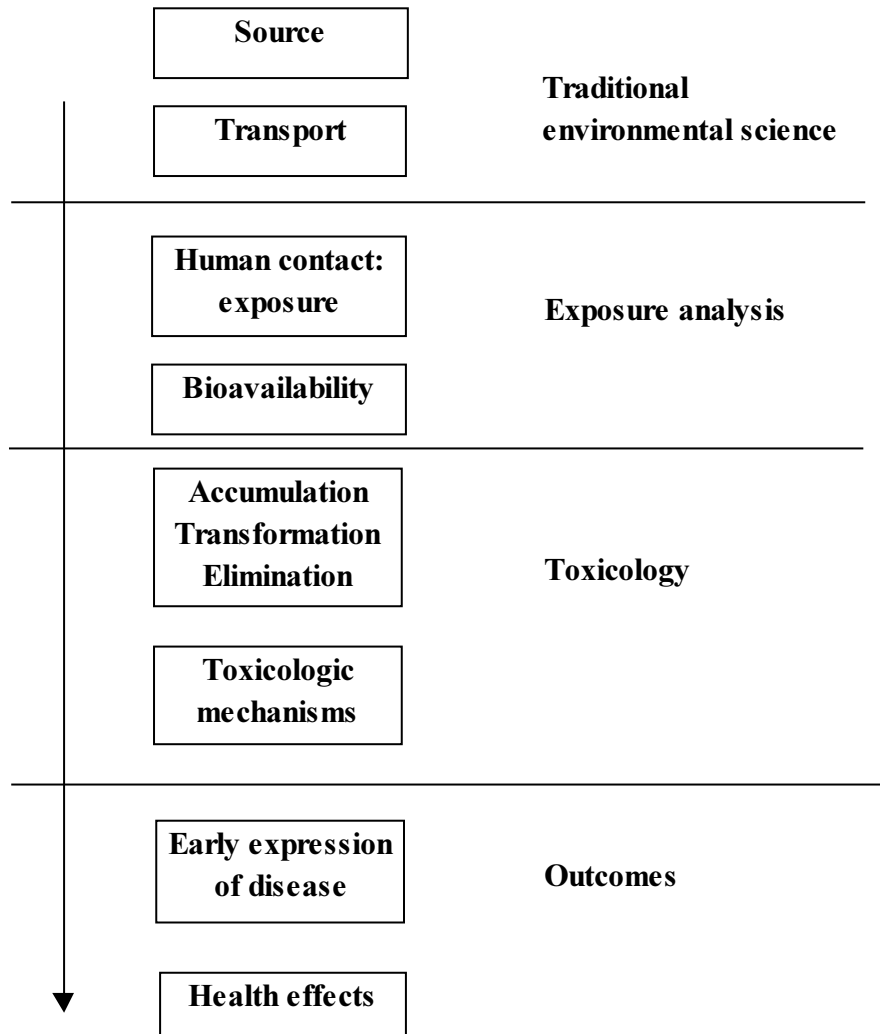 Source
Transport
Traditional
environmental science
Human contact:
exposure
Exposure analysis
Bioavailability
Accumulation
Transformation
Elimination
Toxicology
Toxicologic
mechanisms
Early expression
of disease
Outcomes
Health effects